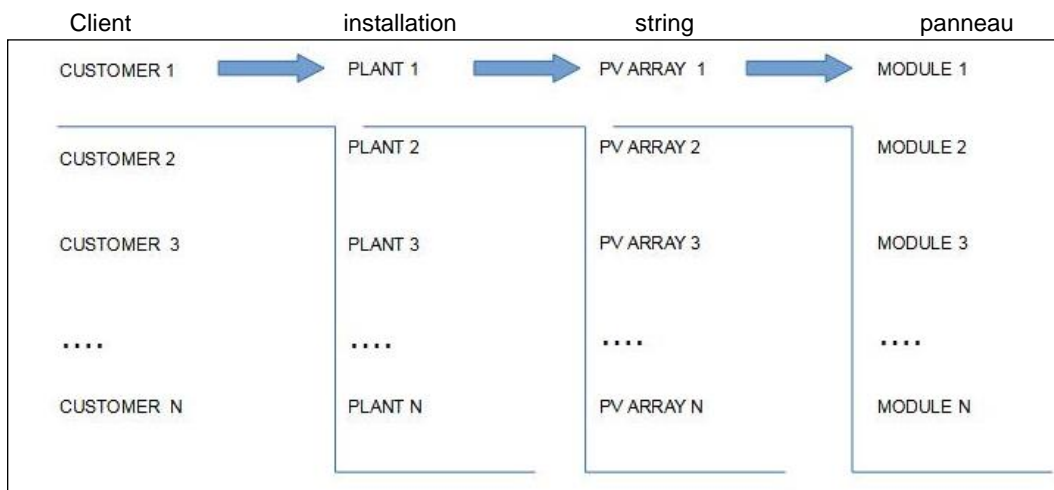 Client installation string panneau
CUSTOMER 1 PLANT 1 PV ARRAY 1 MODULE 1
CUSTOMER 2 PLANT 2 PV ARRAY 2 MODULE 2
CUSTOMER 3 PLANT 3 PV ARRAY 3 MODULE 3
.... .... .... ....
CUSTOMER N PLANT N PV ARRAY N MODULE N